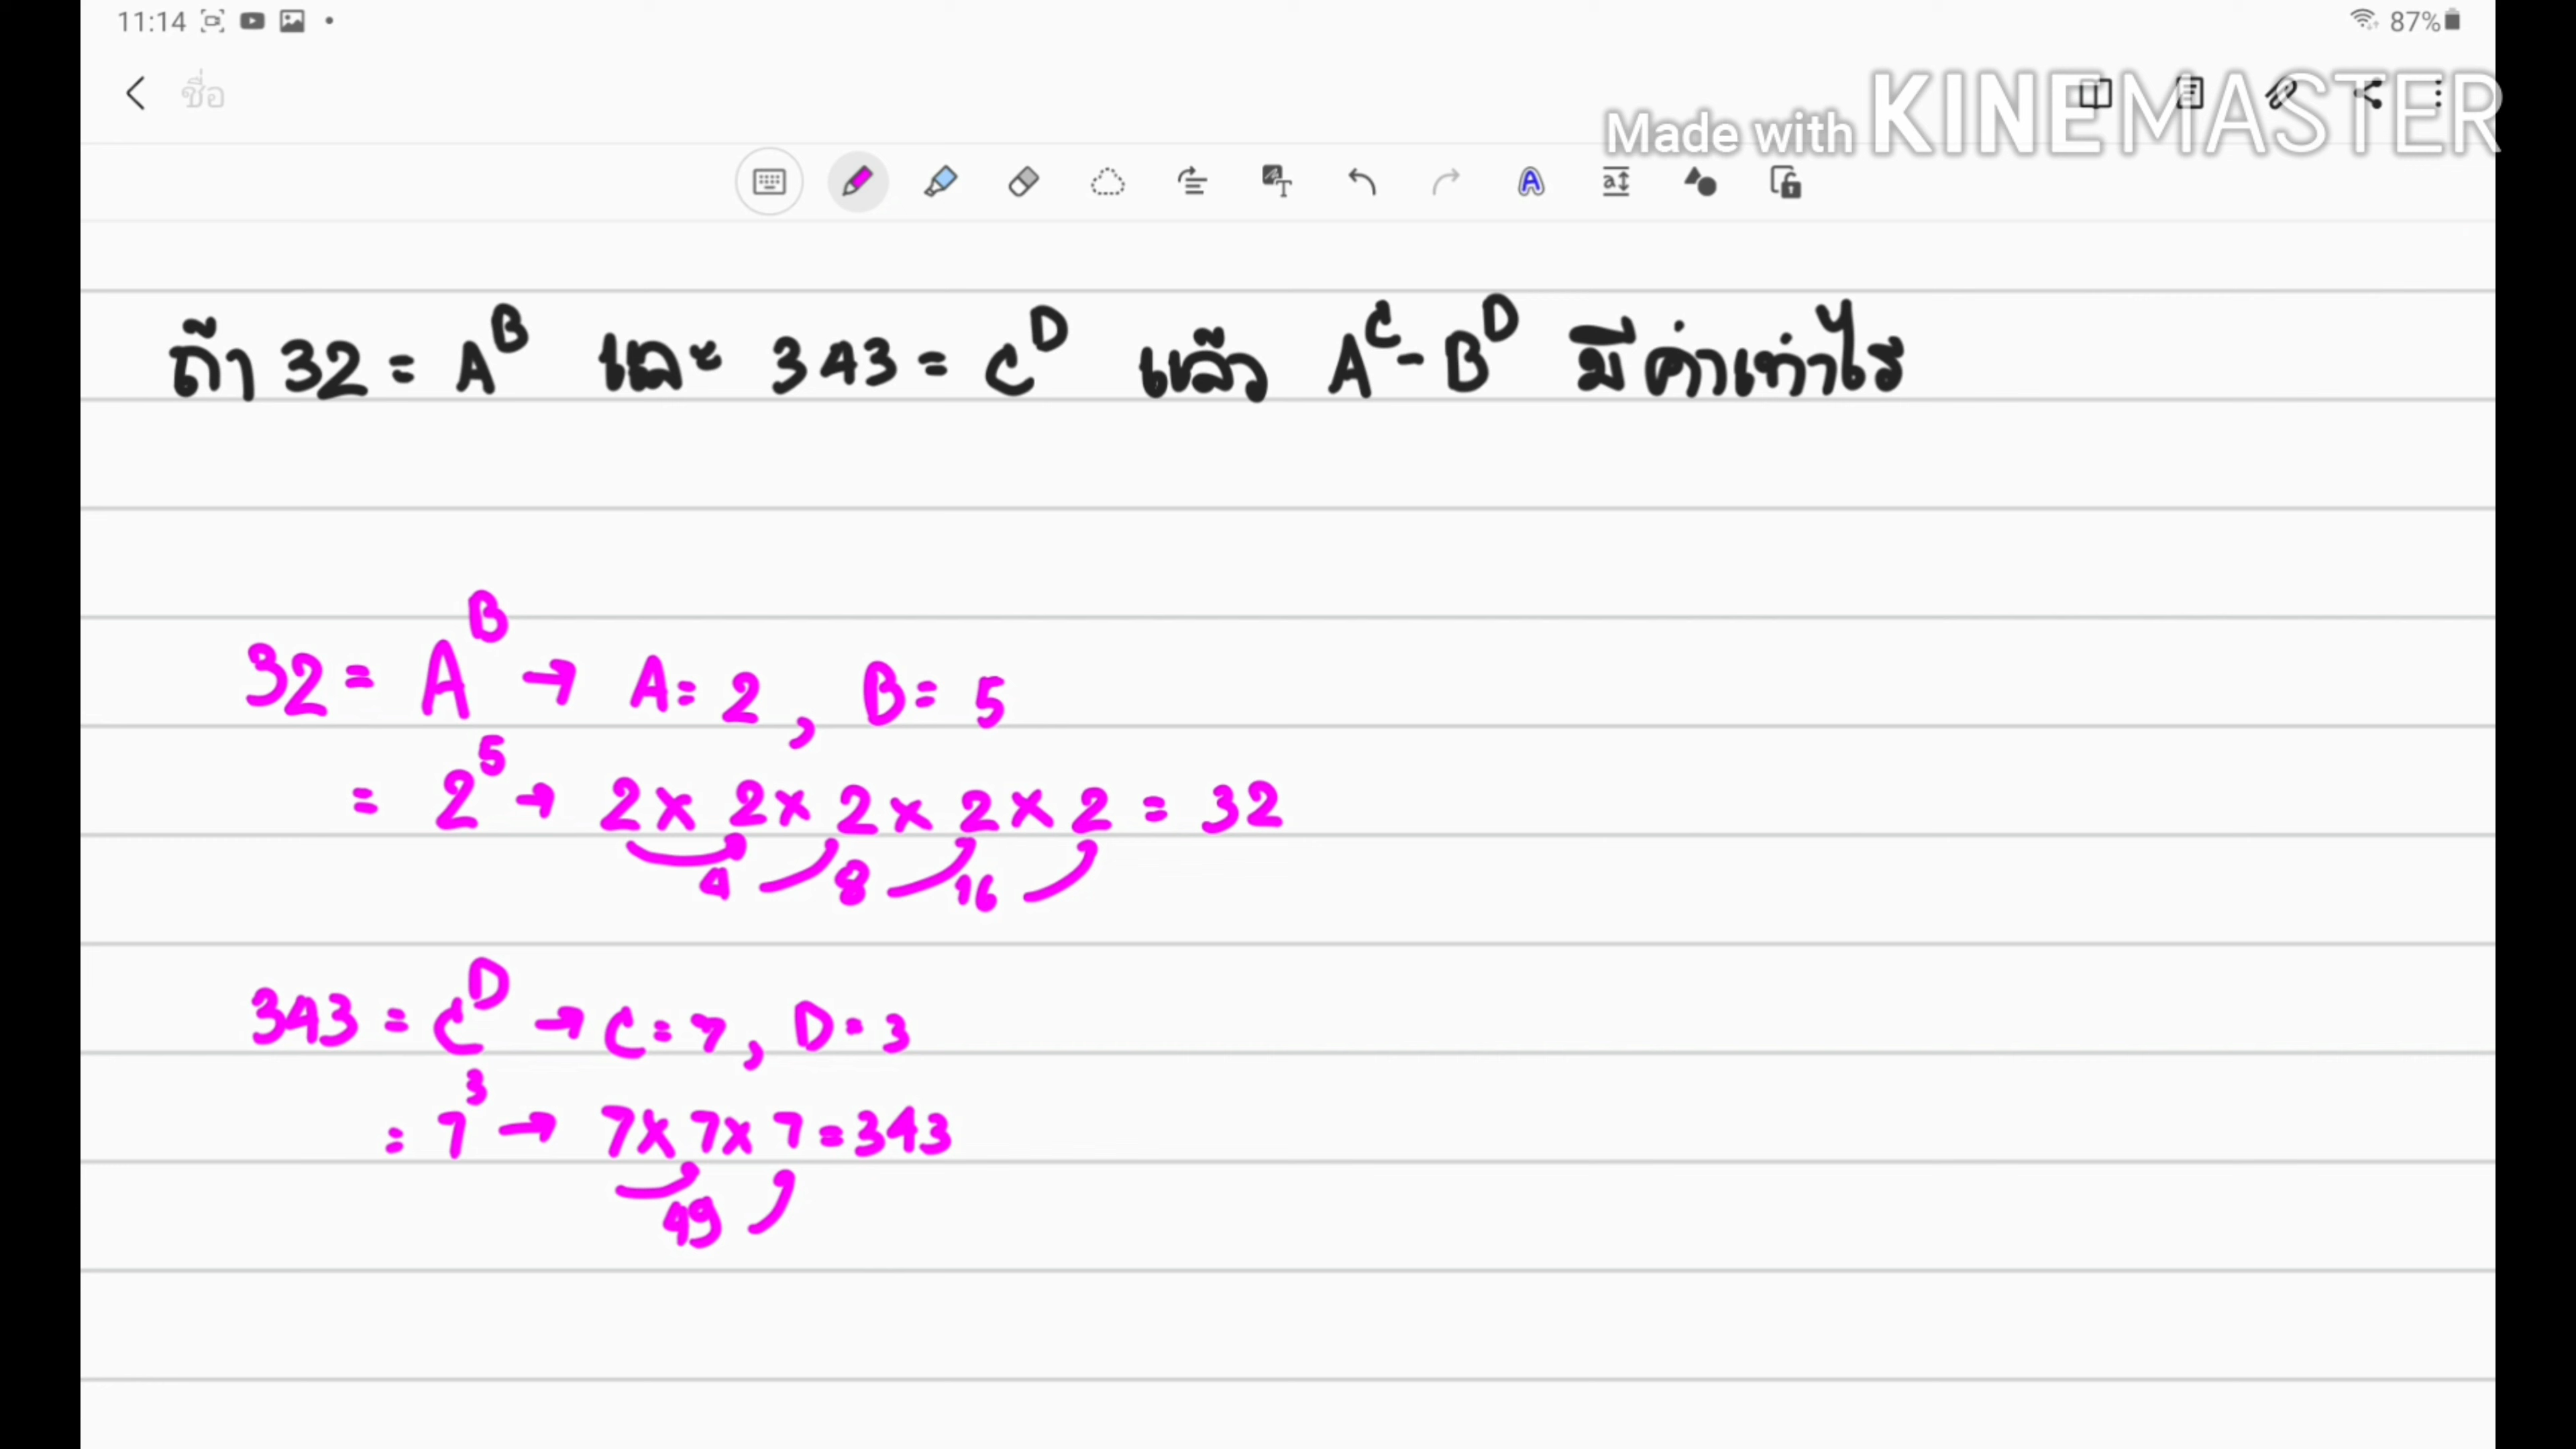 11:14
87%
ชื่อ
Made with KINEMASTER
ถ้า 32 = A^B และ 343 = C^D แล้ว A^C - B^D มีค่าเท่าไร
32 = A^B → A = 2 , B = 5
= 2^5 → 2 x 2 x 2 x 2 x 2 = 32
4 8 16
343 = C^D → C = 7 , D = 3
= 7^3 → 7 x 7 x 7 = 343
49